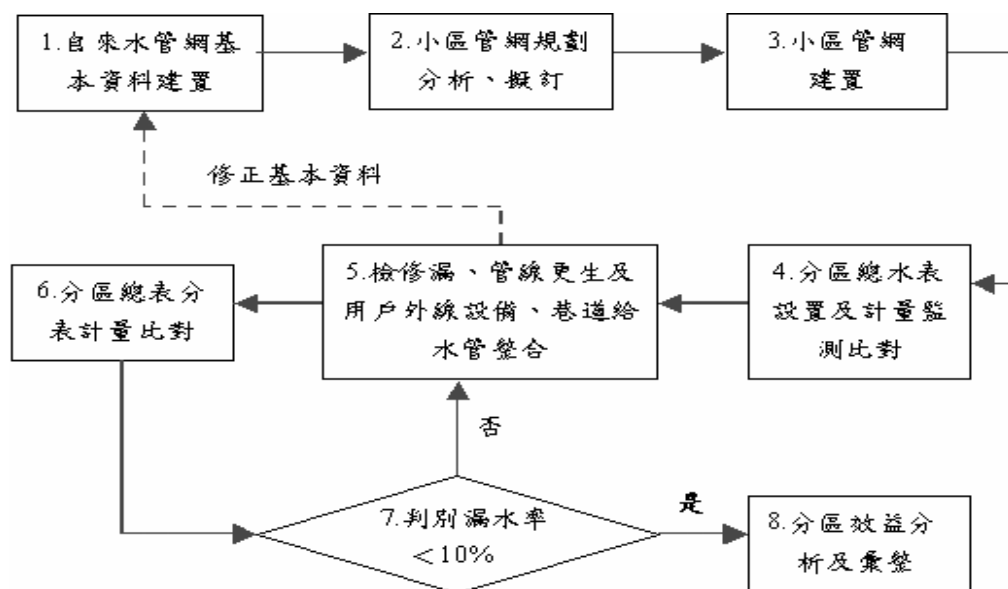 1.自來水管網基
本資料建置
2.小區管網規劃
分析、擬訂
3.小區管網
建置
修正基本資料
4.分區總水表
設置及計量監
測比對
5.檢修漏、管線更生及
用戶外線設備、巷道給
水管整合
6.分區總表分
表計量比對
否
7.判別漏水率
<10%
是
8.分區效益分
析及彙整